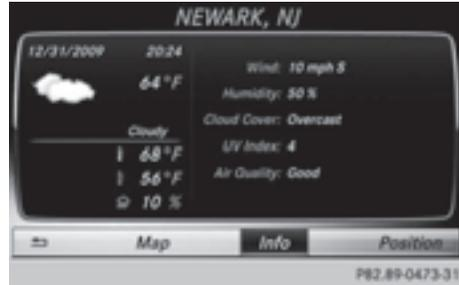 NEWARK, NJ
12/31/2009 20:24
64°F
Cloudy
68°F
56°F
10 %
Wind: 10 mph S
Humidity: 50 %
Cloud Cover: Overcast
UV Index: 4
Air Quality: Good
Map Info Position
P82.89-0473-31